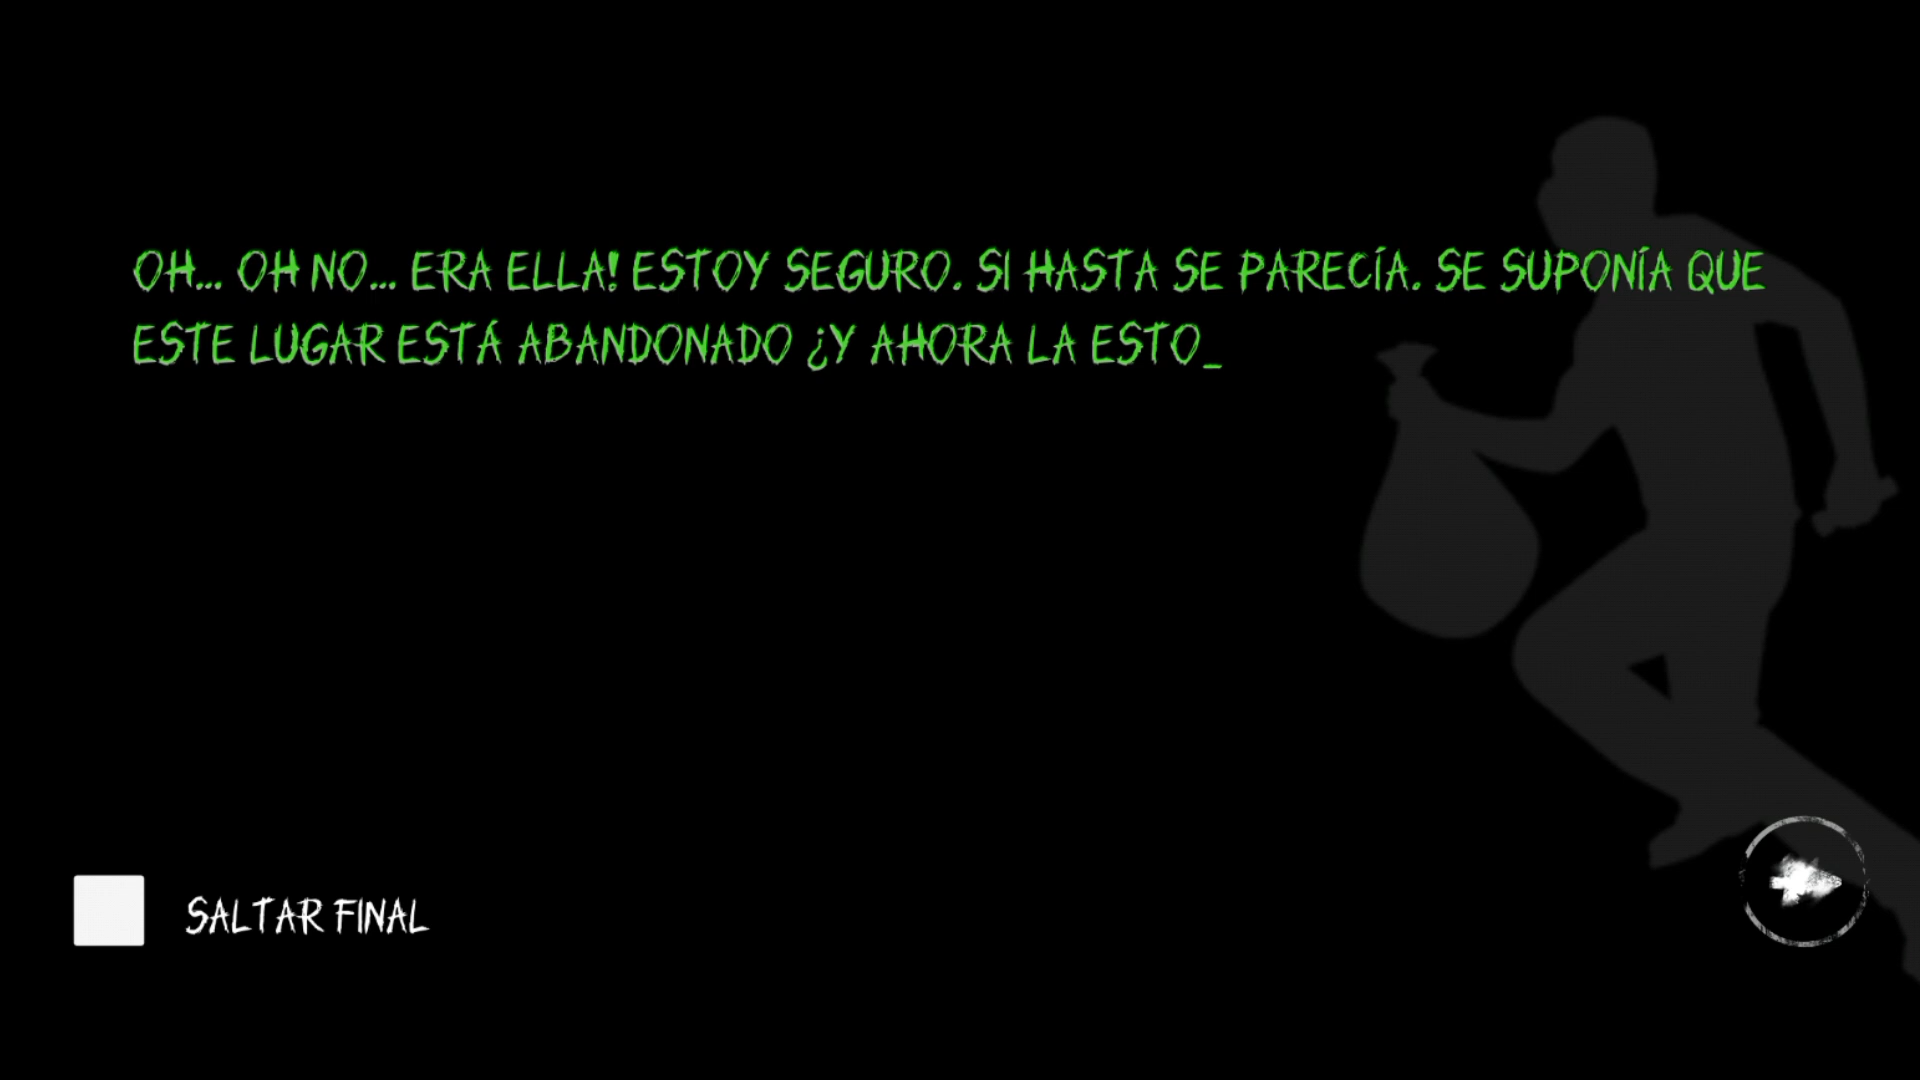 OH... OH NO... ERA ELLA! ESTOY SEGURO. SI HASTA SE PARECÍA. SE SUPONÍA QUE
ESTE LUGAR ESTÁ ABANDONADO ¿Y AHORA LA ESTO_
SALTAR FINAL